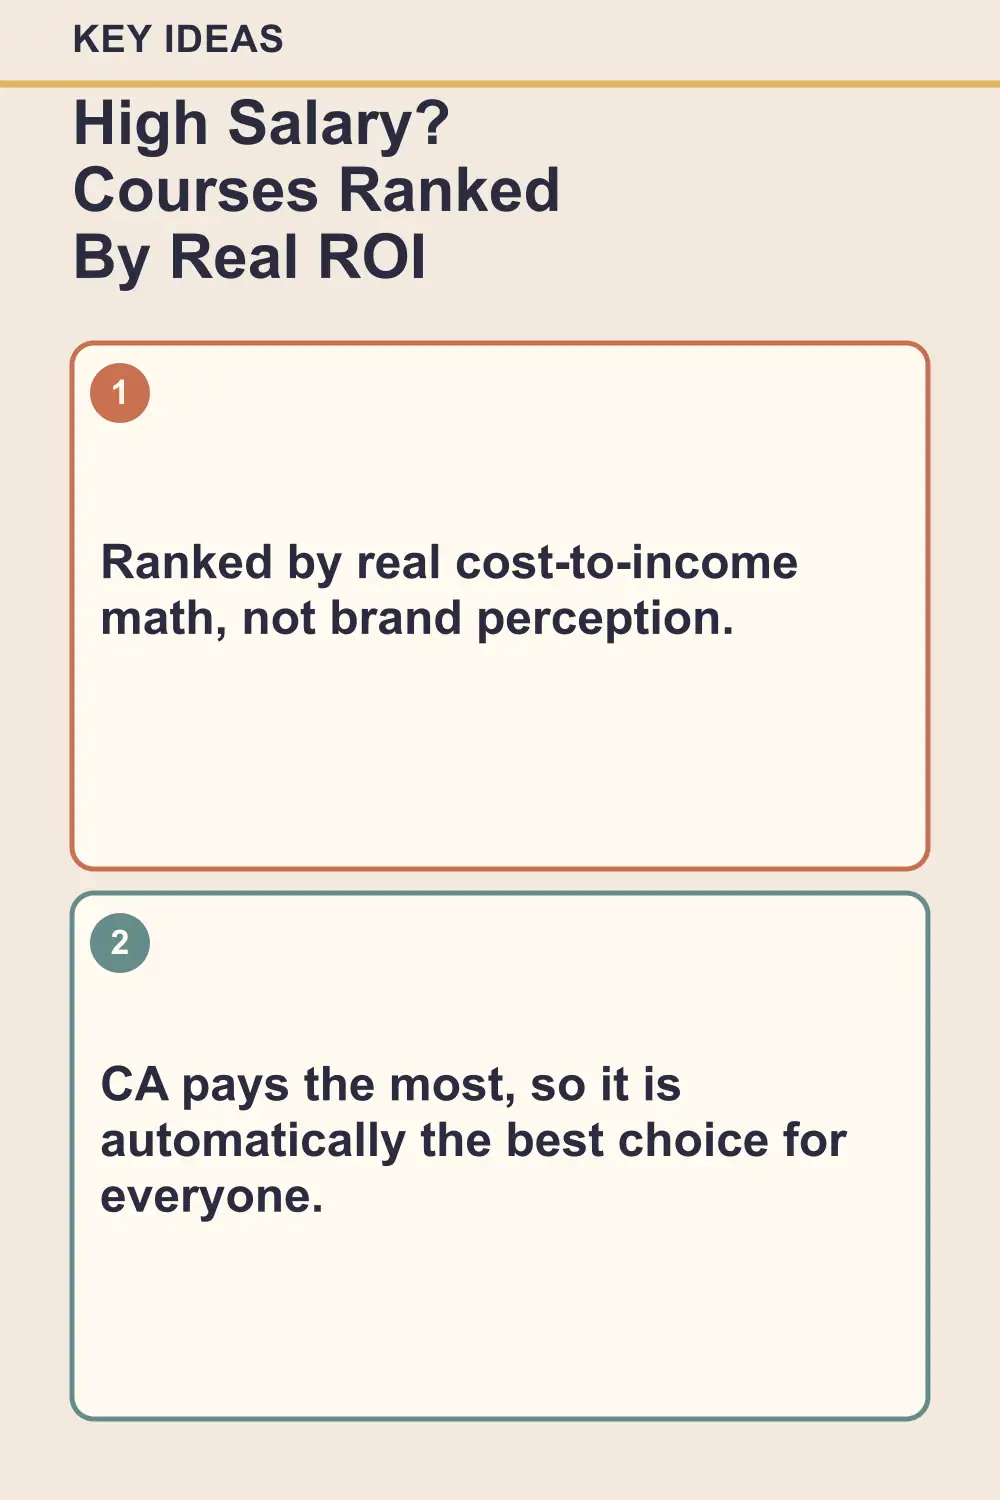 KEY IDEAS
High Salary?
Courses Ranked
By Real ROI
1
Ranked by real cost-to-income
math, not brand perception.
2
CA pays the most, so it is
automatically the best choice for
everyone.